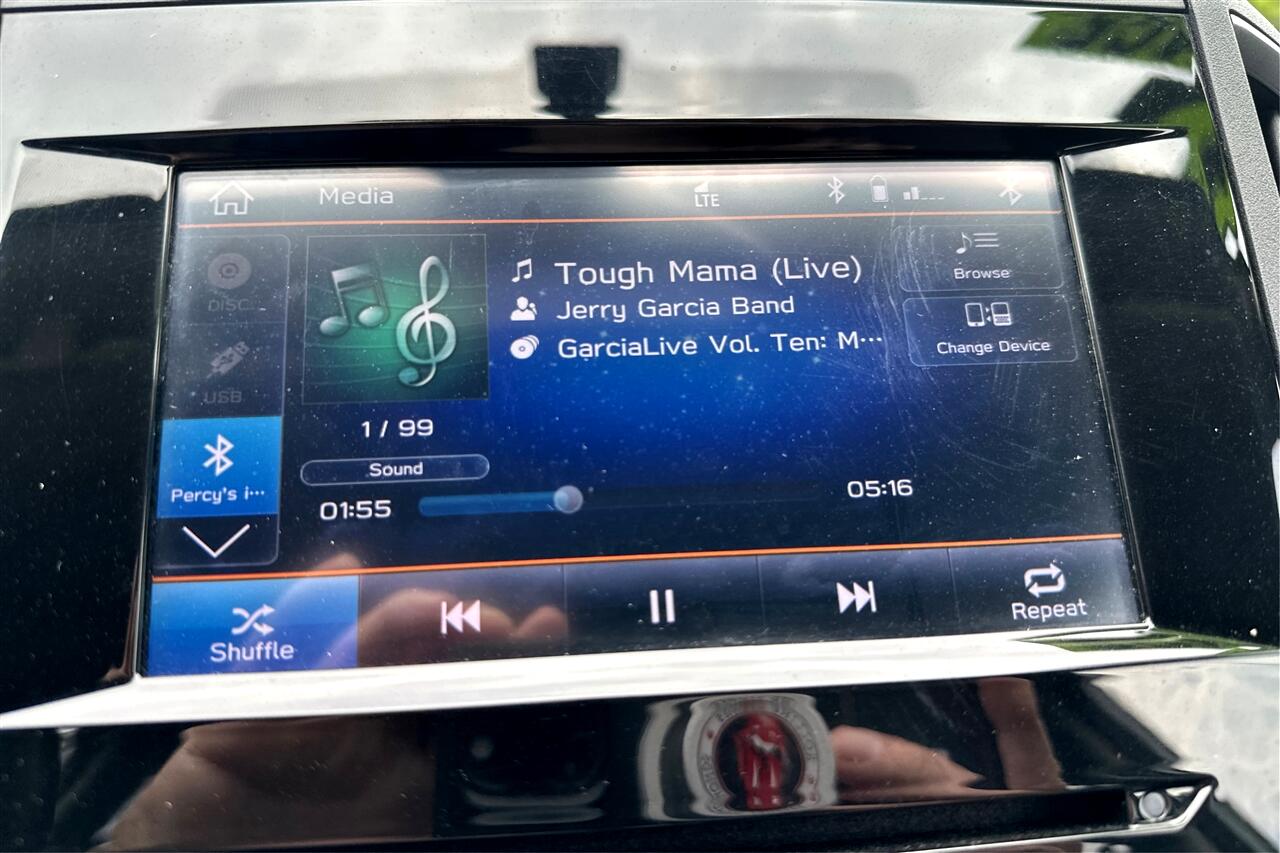 Media
LTE
DISC
USB
Percy's i···
Tough Mama (Live)
Jerry Garcia Band
GarciaLive Vol. Ten: M···
Browse
Change Device
1 / 99
Sound
01:55
05:16
Shuffle
Repeat